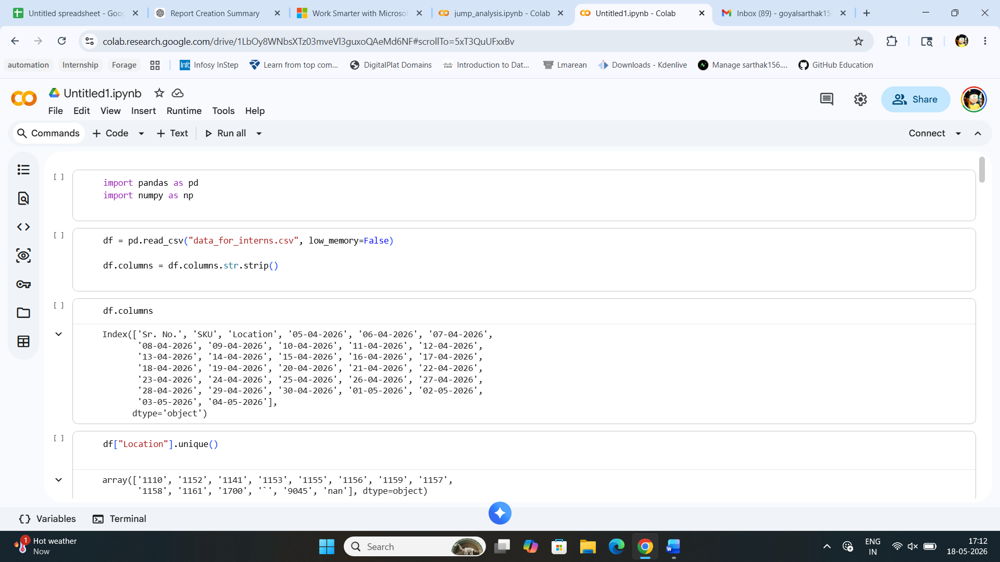 Untitled spreadsheet - Goo
Report Creation Summary
Work Smarter with Microso
jump_analysis.ipynb - Colab
Untitled1.ipynb - Colab
Inbox (89) - goyalsarthak15
colab.research.google.com/drive/1LbOy8WNbsXTz03mveVl3guxoQAeMd6NF#scrollTo=5xT3QuUFxxBv
automation
Internship
Forage
Infosy InStep
Learn from top com...
DigitalPlat Domains
Introduction to Dat...
Lmarean
Downloads - Kdenlive
Manage sarthak156....
GitHub Education
Untitled1.ipynb
File Edit View Insert Runtime Tools Help
Share
Commands + Code + Text Run all
Connect
[ ]
import pandas as pd
import numpy as np
[ ]
df = pd.read_csv("data_for_interns.csv", low_memory=False)
df.columns = df.columns.str.strip()
[ ]
df.columns
Index(['Sr. No.', 'SKU', 'Location', '05-04-2026', '06-04-2026', '07-04-2026',
'08-04-2026', '09-04-2026', '10-04-2026', '11-04-2026', '12-04-2026',
'13-04-2026', '14-04-2026', '15-04-2026', '16-04-2026', '17-04-2026',
'18-04-2026', '19-04-2026', '20-04-2026', '21-04-2026', '22-04-2026',
'23-04-2026', '24-04-2026', '25-04-2026', '26-04-2026', '27-04-2026',
'28-04-2026', '29-04-2026', '30-04-2026', '01-05-2026', '02-05-2026',
'03-05-2026', '04-05-2026'],
dtype='object')
[ ]
df["Location"].unique()
array(['1110', '1152', '1141', '1153', '1155', '1156', '1159', '1157',
'1158', '1161', '1700', '`', '9045', 'nan'], dtype=object)
Variables
Terminal
1
Hot weather
Now
Search
ENG
IN
17:12
18-05-2026